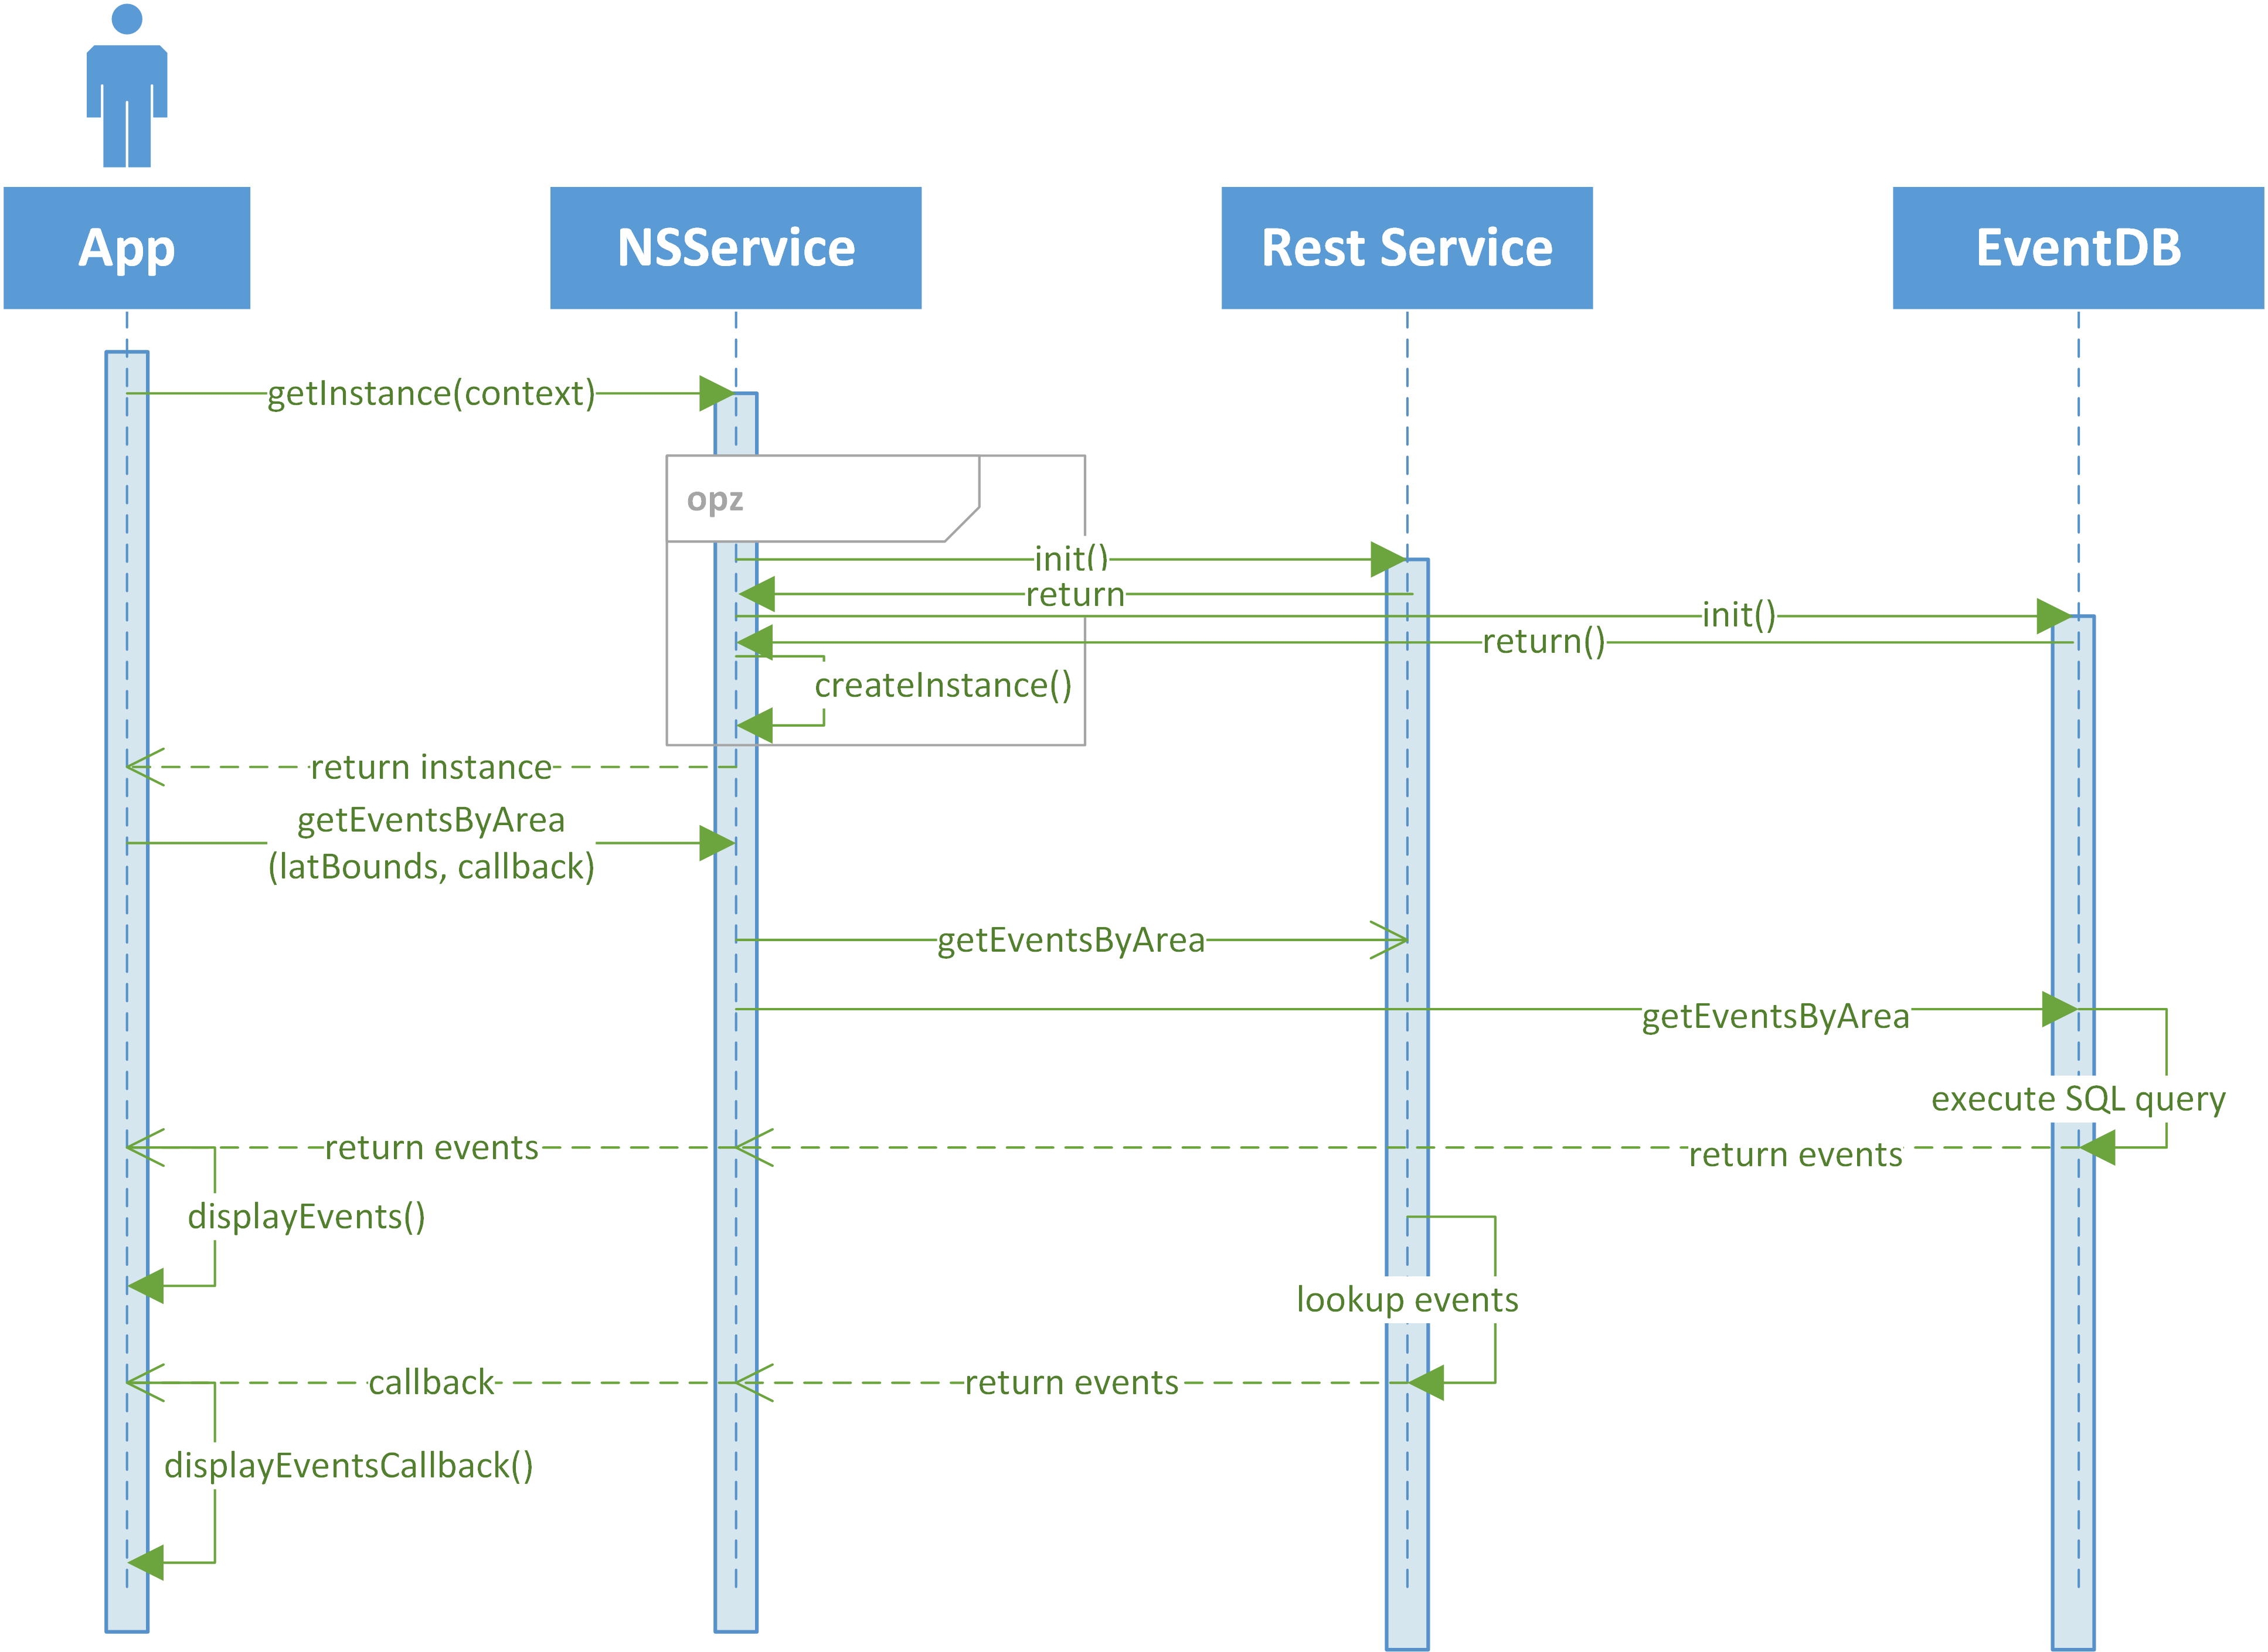 App
NSService
Rest Service
EventDB
getInstance(context)
opz
init()
return
init()
return()
createInstance()
return instance
getEventsByArea
(latBounds, callback)
getEventsByArea
getEventsByArea
execute SQL query
return events
return events
displayEvents()
lookup events
callback
return events
displayEventsCallback()